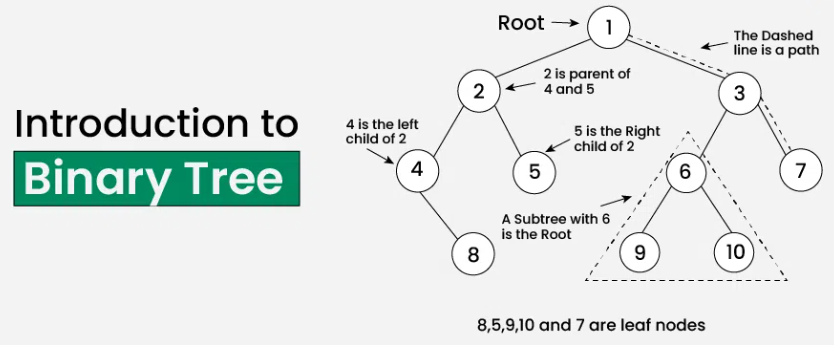 Introduction to
Binary Tree
Root
1
The Dashed
line is a path
2 is parent of
4 and 5
2
3
4 is the left
child of 2
5 is the Right
child of 2
4
5
6
7
A Subtree with 6
is the Root
8
9
10
8,5,9,10 and 7 are leaf nodes